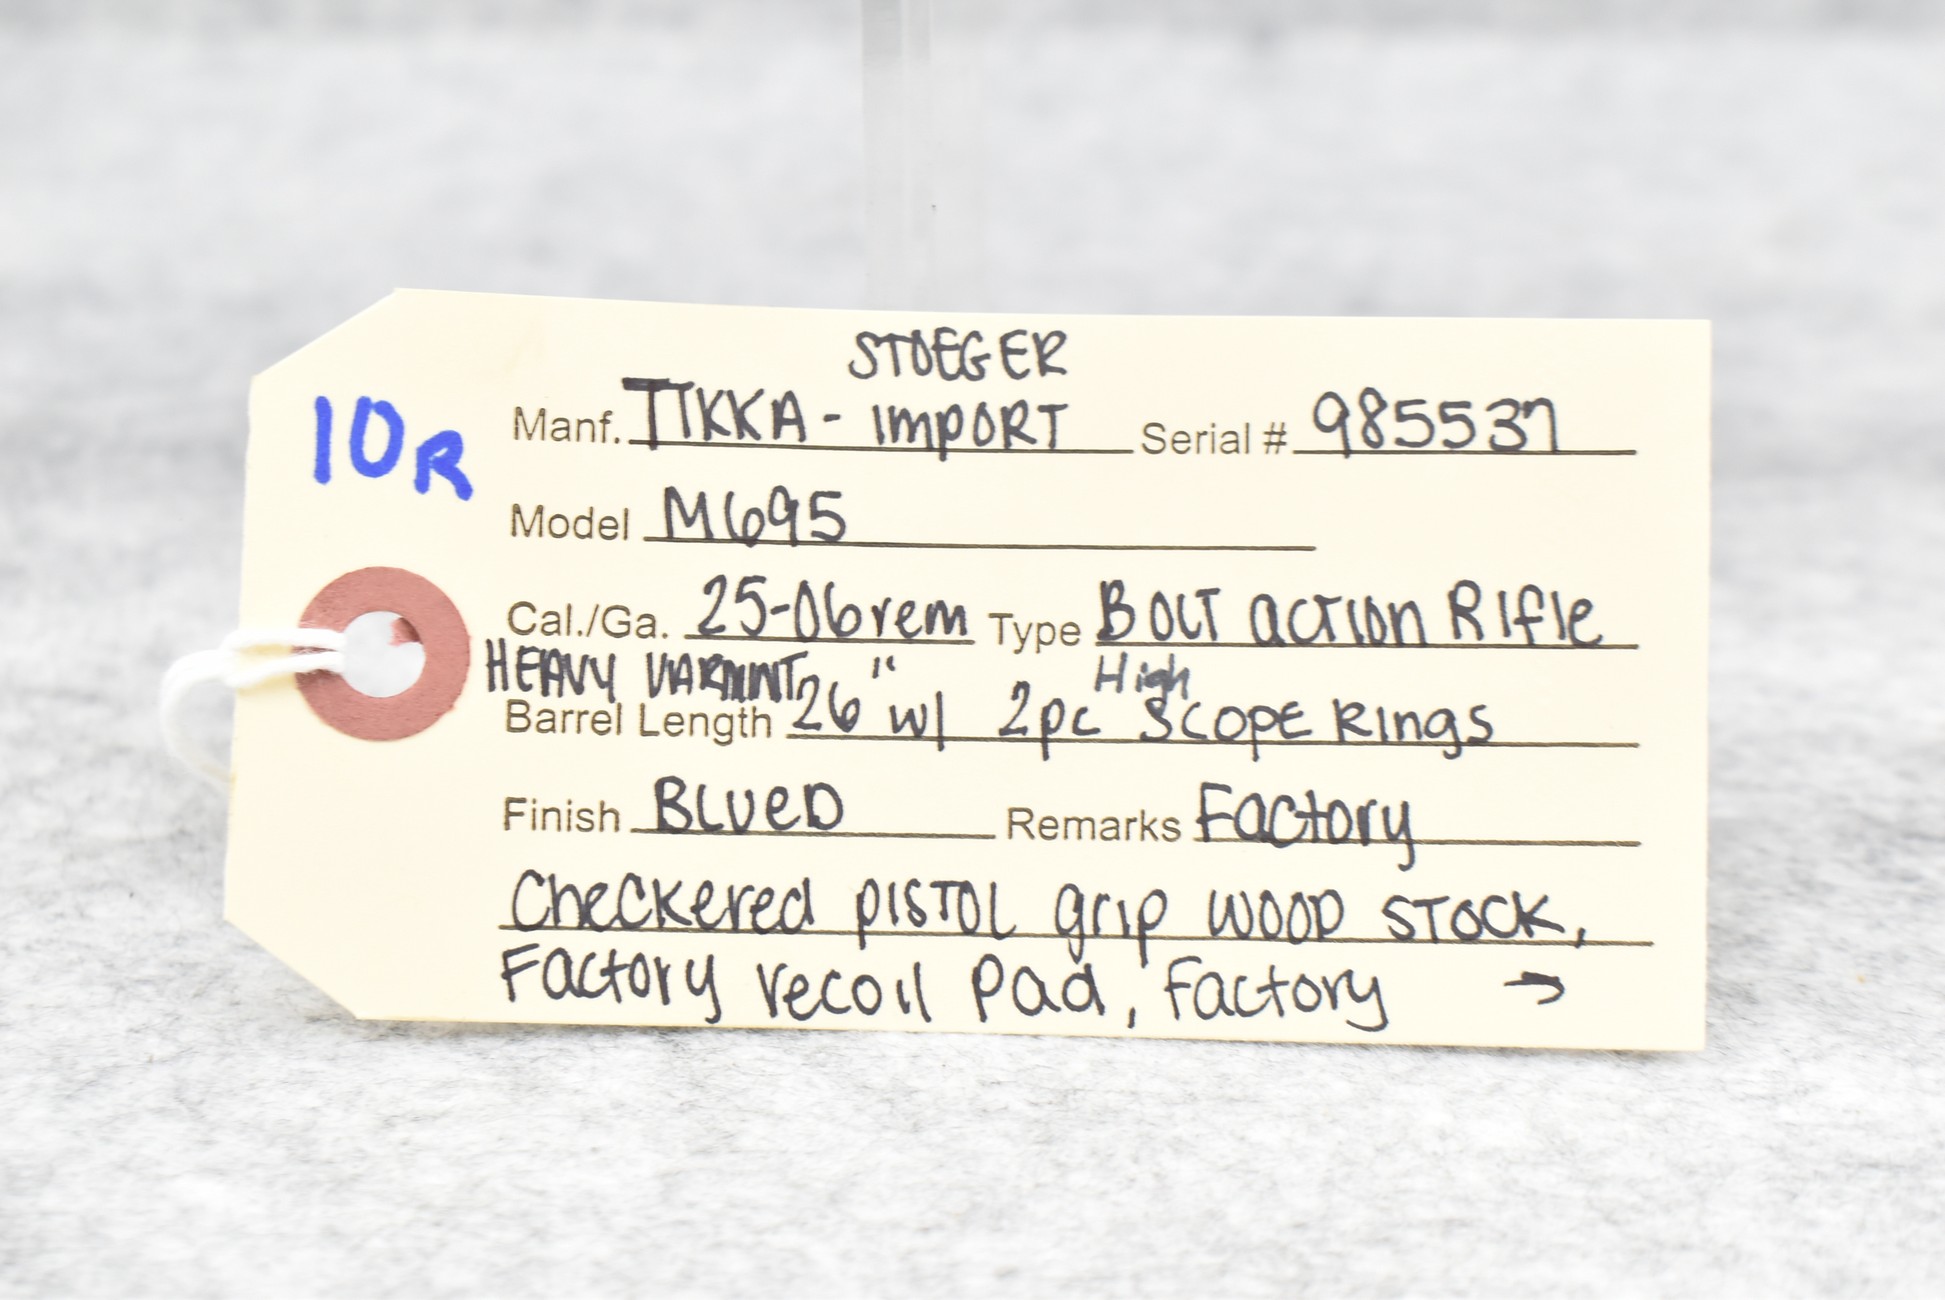 10R
STOEGER
Manf. TIKKA - IMPORT Serial # 985537
Model M695
Cal./Ga. 25-06 rem Type BOLT action Rifle
HEAVY VARMINT " High
Barrel Length 26" w/ 2pc Scope Rings
Finish BLUED Remarks Factory
Checkered pistol grip wood stock,
Factory recoil pad, Factory →